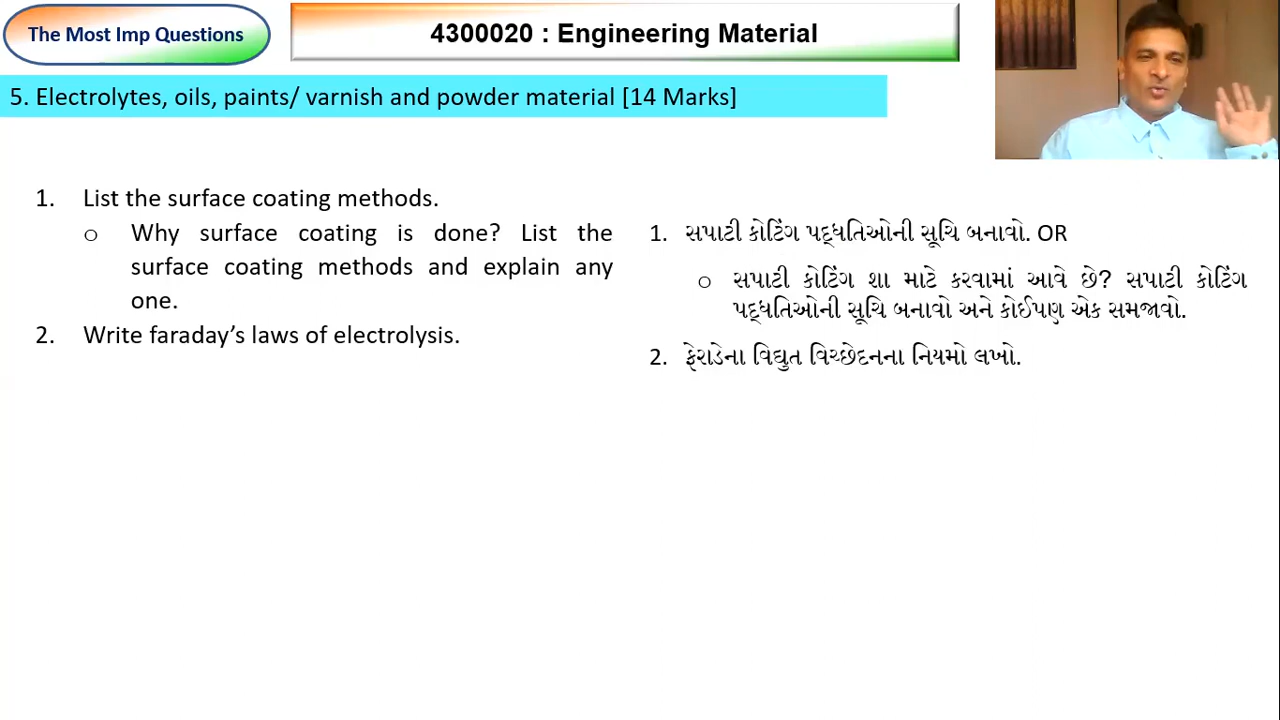 The Most Imp Questions
4300020 : Engineering Material
5. Electrolytes, oils, paints/ varnish and powder material [14 Marks]
1. List the surface coating methods.
o Why surface coating is done? List the
surface coating methods and explain any
one.
2. Write faraday’s laws of electrolysis.
1. સપાટી કોટિંગ પદ્ધતિઓની સૂચિ બનાવો. OR
o સપાટી કોટિંગ શા માટે કરવામાં આવે છે? સપાટી કોટિંગ
પદ્ધતિઓની સૂચિ બનાવો અને કોઈપણ એક સમજાવો.
2. ફેરાડેના વિદ્યુત વિચ્છેદનના નિયમો લખો.